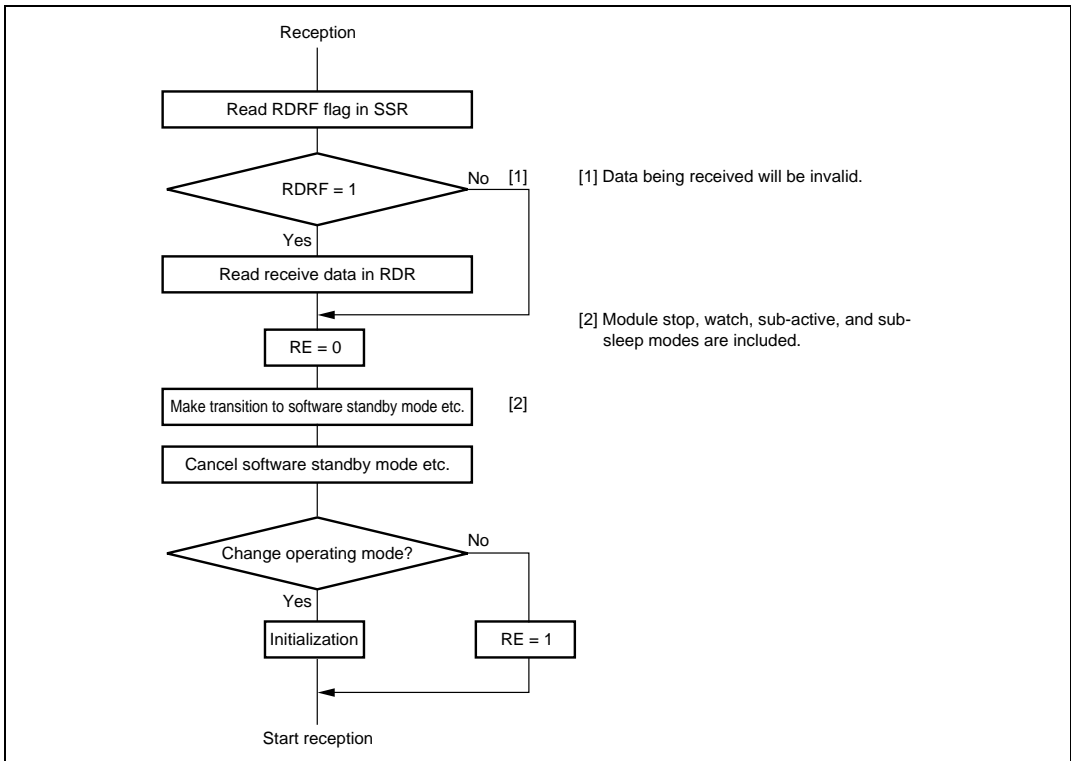 Reception
Read RDRF flag in SSR
RDRF = 1
No [1]
[1] Data being received will be invalid.
Yes
Read receive data in RDR
[2] Module stop, watch, sub-active, and sub-
sleep modes are included.
RE = 0
Make transition to software standby mode etc.
[2]
Cancel software standby mode etc.
Change operating mode?
No
Yes
Initialization
RE = 1
Start reception